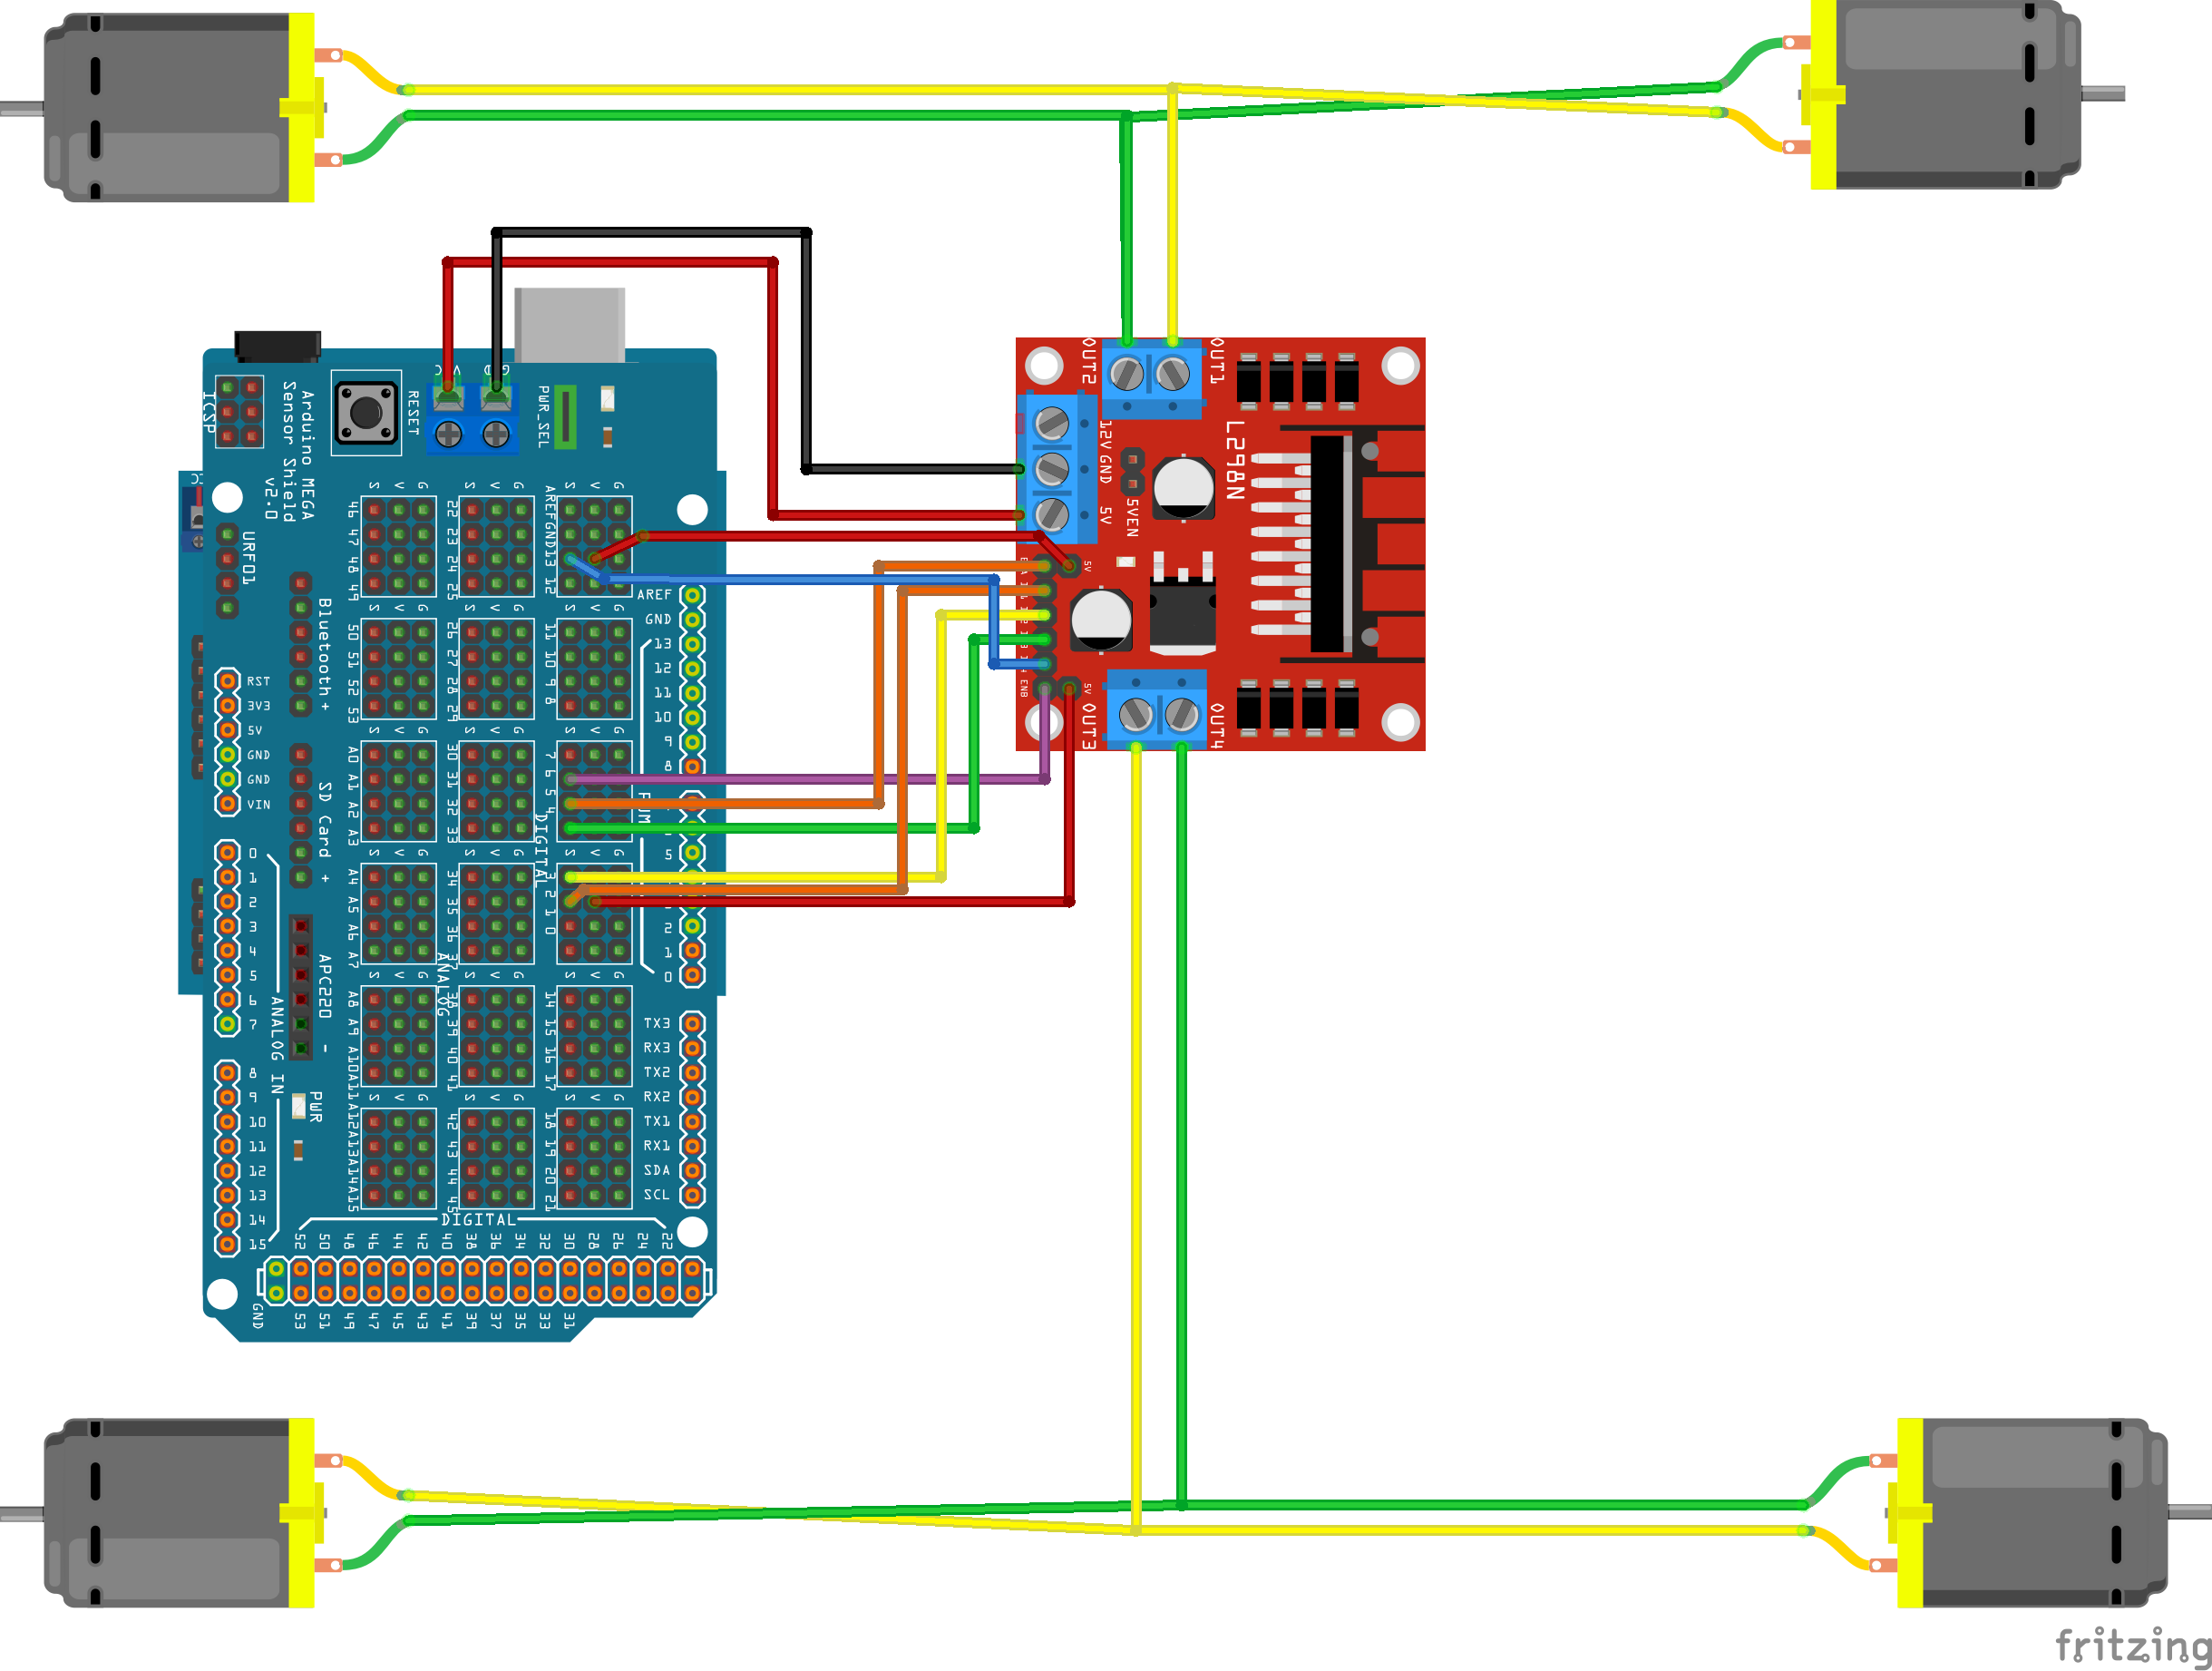 ICSP
Arduino MEGA
Sensor Shield
v2.0
RESET
PWR_SEL
URF01
Bluetooth +
SD Card +
APC220 -
PWR
RST
3V3
5V
GND
GND
VIN
0
1
2
3
4
5
6
7
ANALOG IN
8
9
10
11
12
13
14
15
S V G
46 47 48 49
S V G
50 51 52 53
S V G
A0 A1 A2 A3
S V G
A4 A5 A6 A7
S V G
A8 A9 A10 A11
S V G
A12 A13 A14 A15
ANALOG
S V G
22 23 24 25
S V G
26 27 28 29
S V G
30 31 32 33
S V G
34 35 36 37
S V G
38 39 40 41
S V G
42 43 44 45
S V G
AREF GND 13 12
S V G
11 10 9 8
S V G
7 6 5 4
DIGITAL
S V G
3 2 1 0
S V G
14 15 16 17
S V G
18 19 20 21
AREF
GND
13
12
11
10
9
8
5
2
1
0
TX3
RX3
TX2
RX2
TX1
RX1
SDA
SCL
DIGITAL
52 50 48 46 44 42 40 38 36 34 32 30 28 26 24 22
GND 53 51 49 47 45 43 41 39 37 35 33 31
OUT2
OUT1
12V GND 5V
5VEN
L298N
5V
ENB
5V
OUT3
OUT4
fritzing